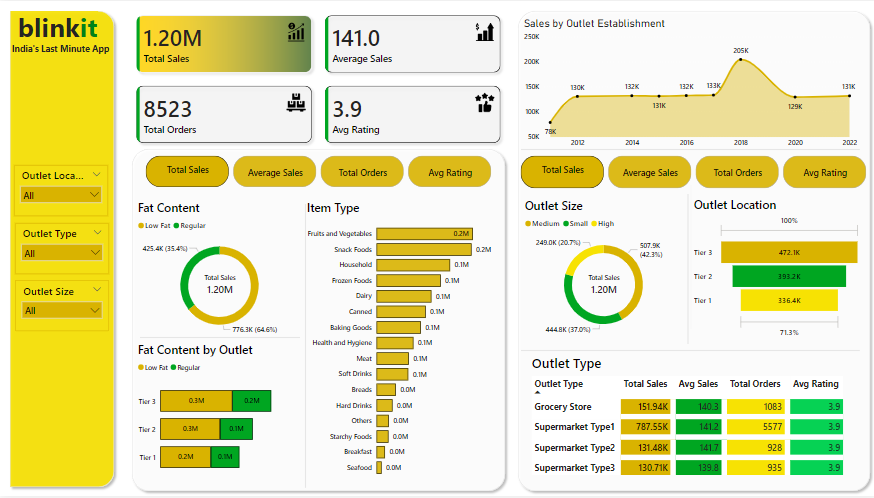 blinkit
India's Last Minute App
Outlet Loca...
All
Outlet Type
All
Outlet Size
All
1.20M
Total Sales
141.0
Average Sales
8523
Total Orders
3.9
Avg Rating
Total Sales
Average Sales
Total Orders
Avg Rating
Fat Content
Low Fat Regular
425.4K (35.4%)
Total Sales
1.20M
776.3K (64.6%)
Fat Content by Outlet
Low Fat Regular
Tier 3 0.3M 0.2M
Tier 2 0.3M 0.1M
Tier 1 0.2M 0.1M
Item Type
Fruits and Vegetables 0.2M
Snack Foods 0.2M
Household 0.1M
Frozen Foods 0.1M
Dairy 0.1M
Canned 0.1M
Baking Goods 0.1M
Health and Hygiene 0.1M
Meat 0.1M
Soft Drinks 0.1M
Breads 0.0M
Hard Drinks 0.0M
Others 0.0M
Starchy Foods 0.0M
Breakfast 0.0M
Seafood 0.0M
Sales by Outlet Establishment
250K
200K
150K
100K
50K
78K
130K
132K
131K
132K
133K
205K
129K
131K
2012 2014 2016 2018 2020 2022
Total Sales
Average Sales
Total Orders
Avg Rating
Outlet Size
Medium Small High
249.0K (20.7%)
507.9K
(42.3%)
Total Sales
1.20M
444.8K (37.0%)
Outlet Location
100%
Tier 3 472.1K
Tier 2 393.2K
Tier 1 336.4K
71.3%
Outlet Type
Outlet Type Total Sales Avg Sales Total Orders Avg Rating
Grocery Store 151.94K 140.3 1083 3.9
Supermarket Type1 787.55K 141.2 5577 3.9
Supermarket Type2 131.48K 141.7 928 3.9
Supermarket Type3 130.71K 139.8 935 3.9